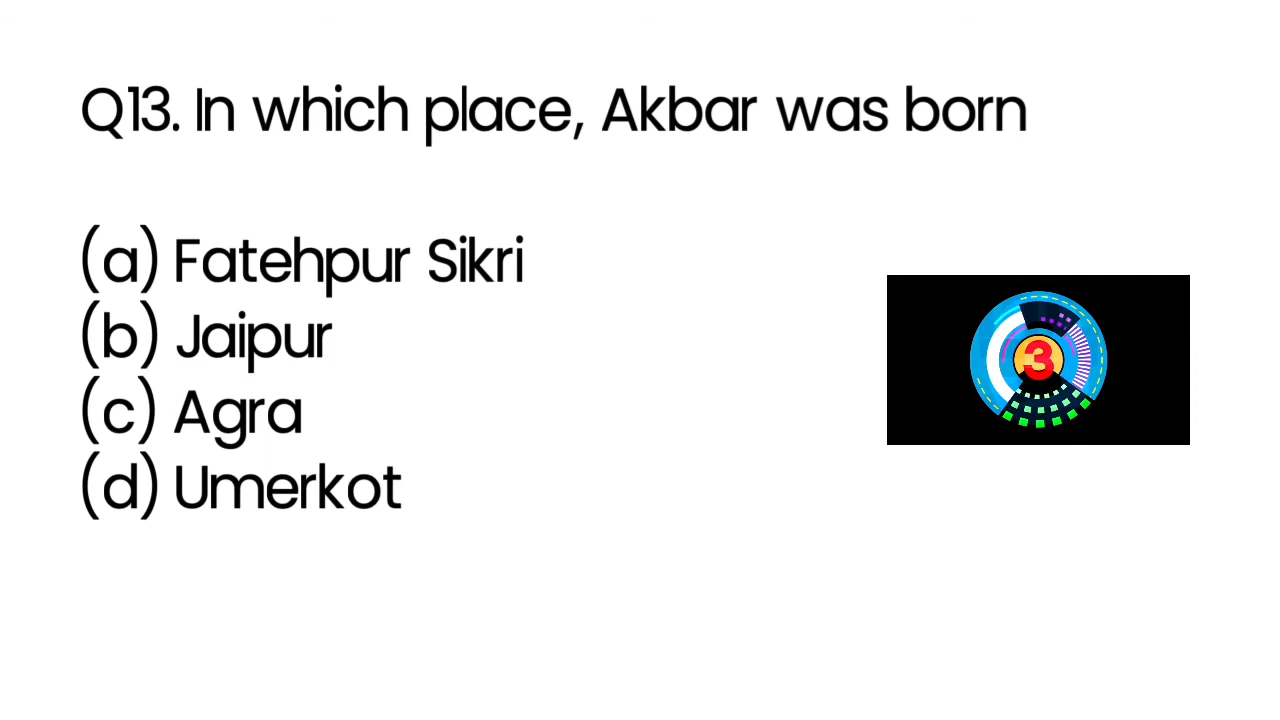 Q13. In which place, Akbar was born
(a) Fatehpur Sikri
(b) Jaipur
(c) Agra
(d) Umerkot
3